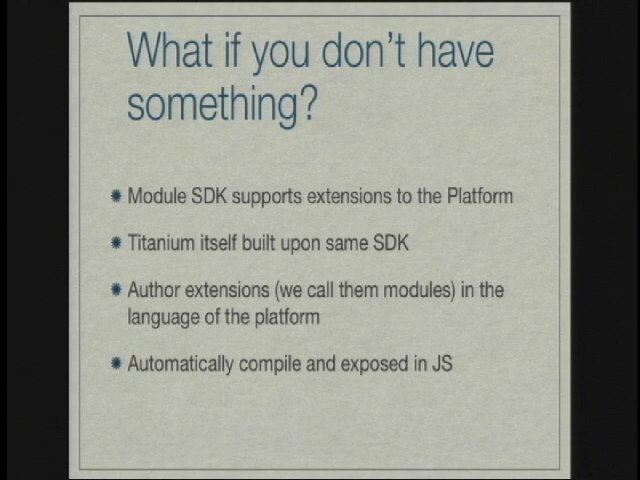 What if you don't have
something?
Module SDK supports extensions to the Platform
Titanium itself built upon same SDK
Author extensions (we call them modules) in the
language of the platform
Automatically compile and exposed in JS